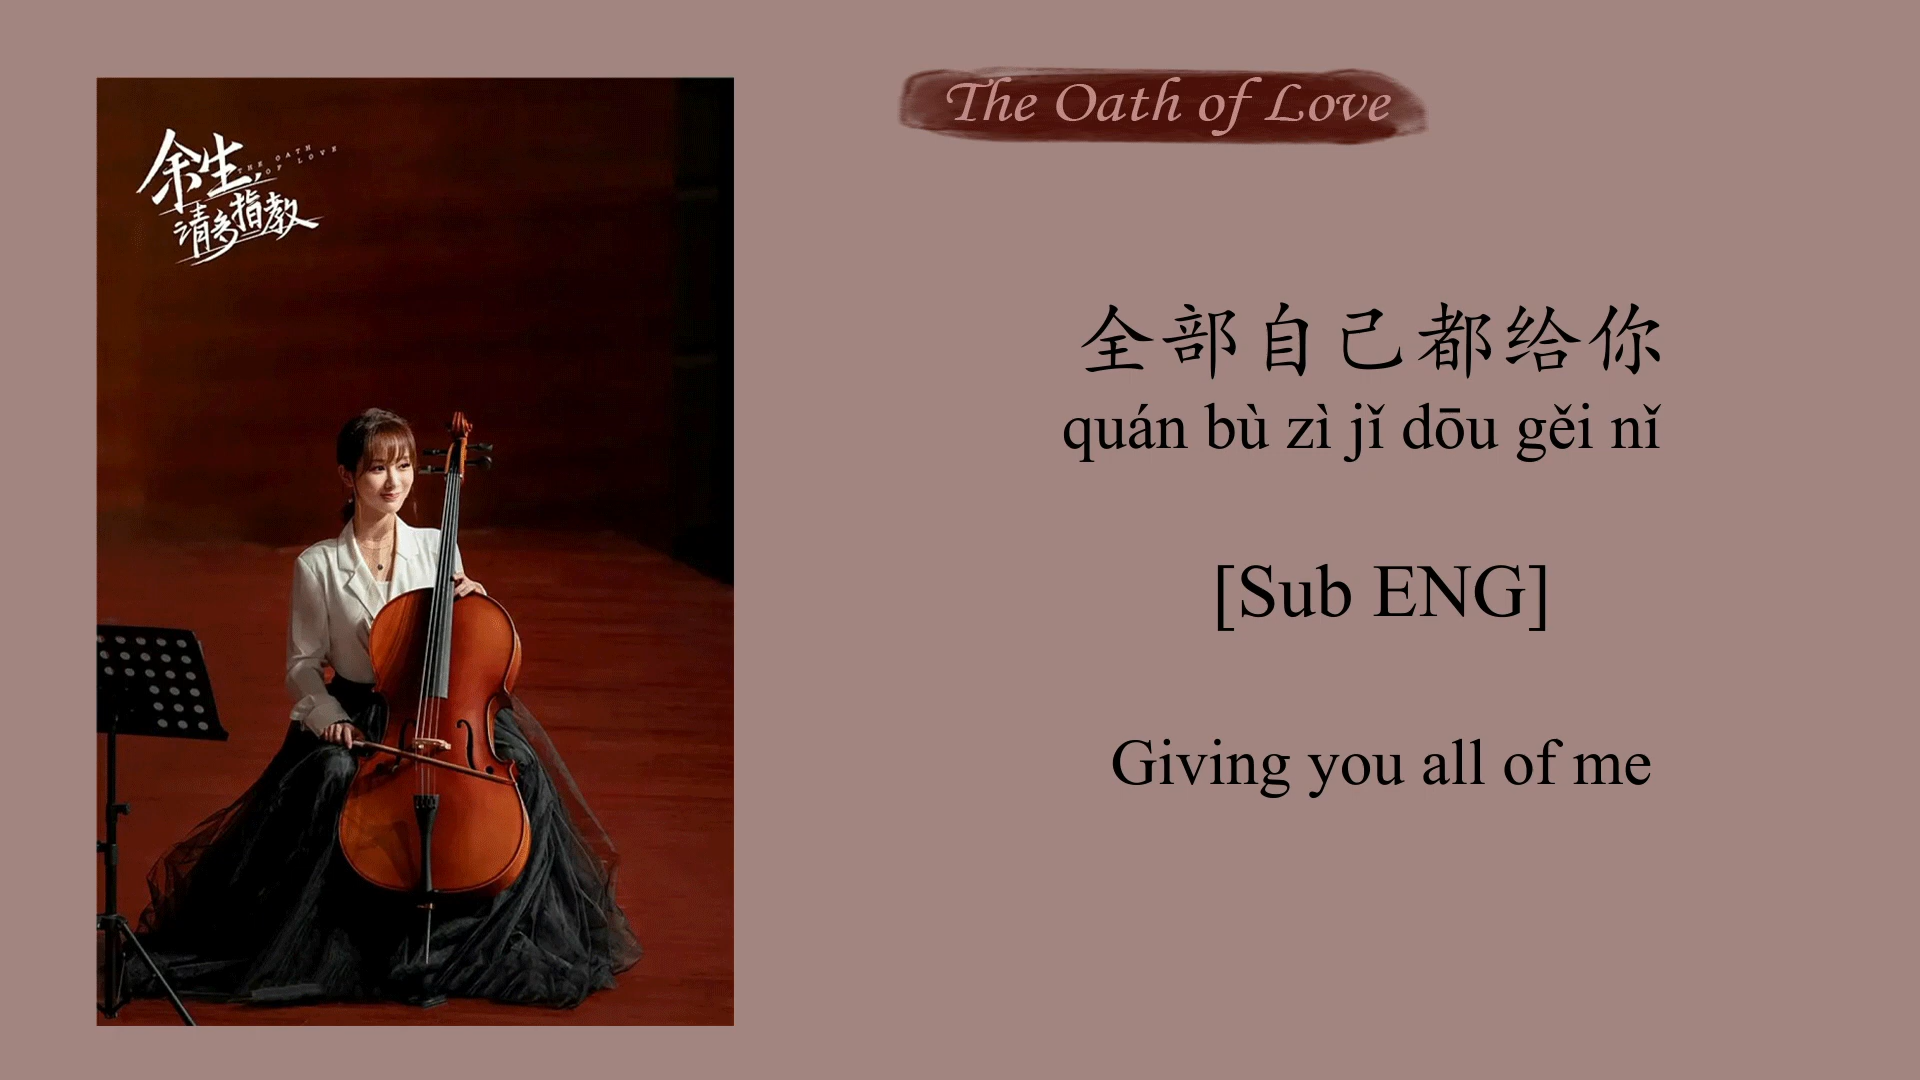 余生,
THE OATH
OF LOVE
请多指教
The Oath of Love
全部自己都给你
quán bù zì jǐ dōu gěi nǐ
[Sub ENG]
Giving you all of me